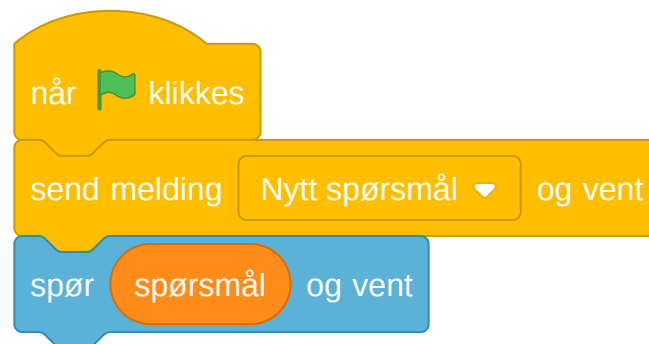 når klikkes
send melding Nytt spørsmål og vent
spør spørsmål og vent